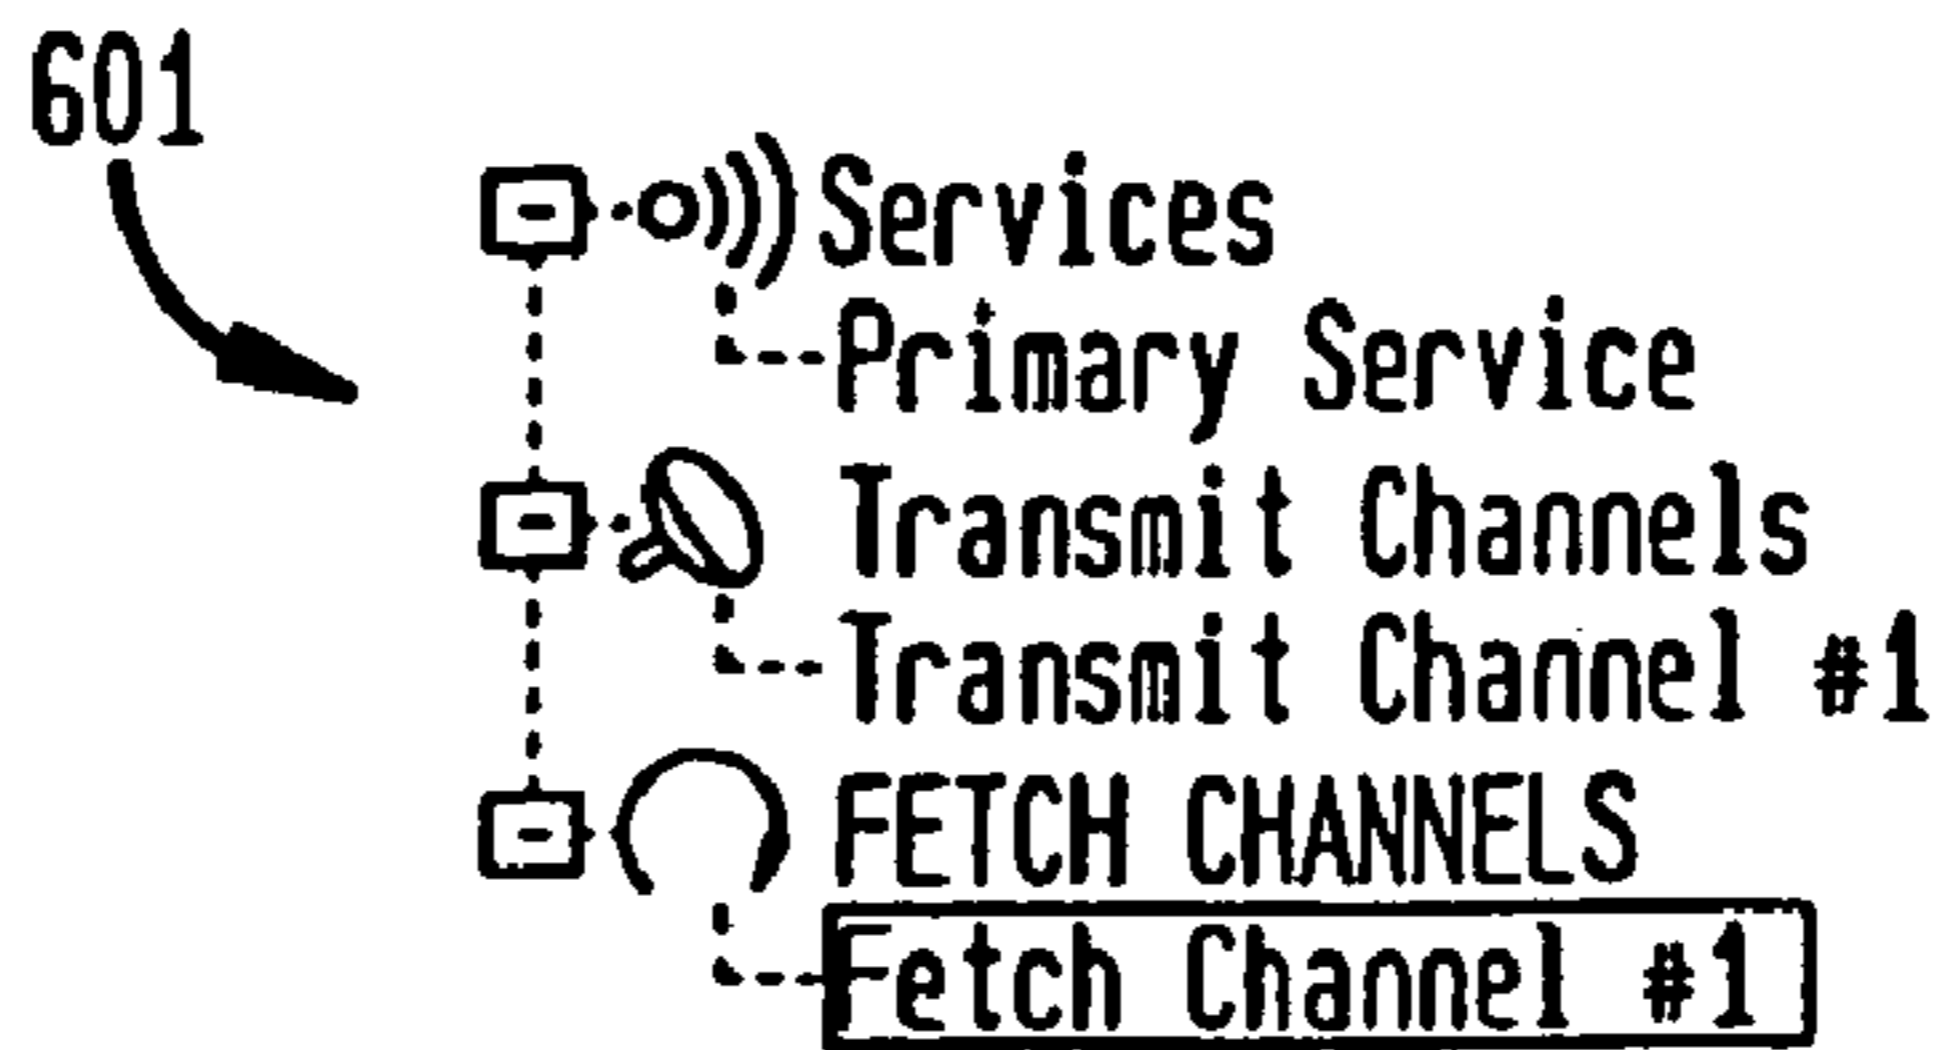 601
Services
Primary Service
Transmit Channels
Transmit Channel #1
FETCH CHANNELS
Fetch Channel #1